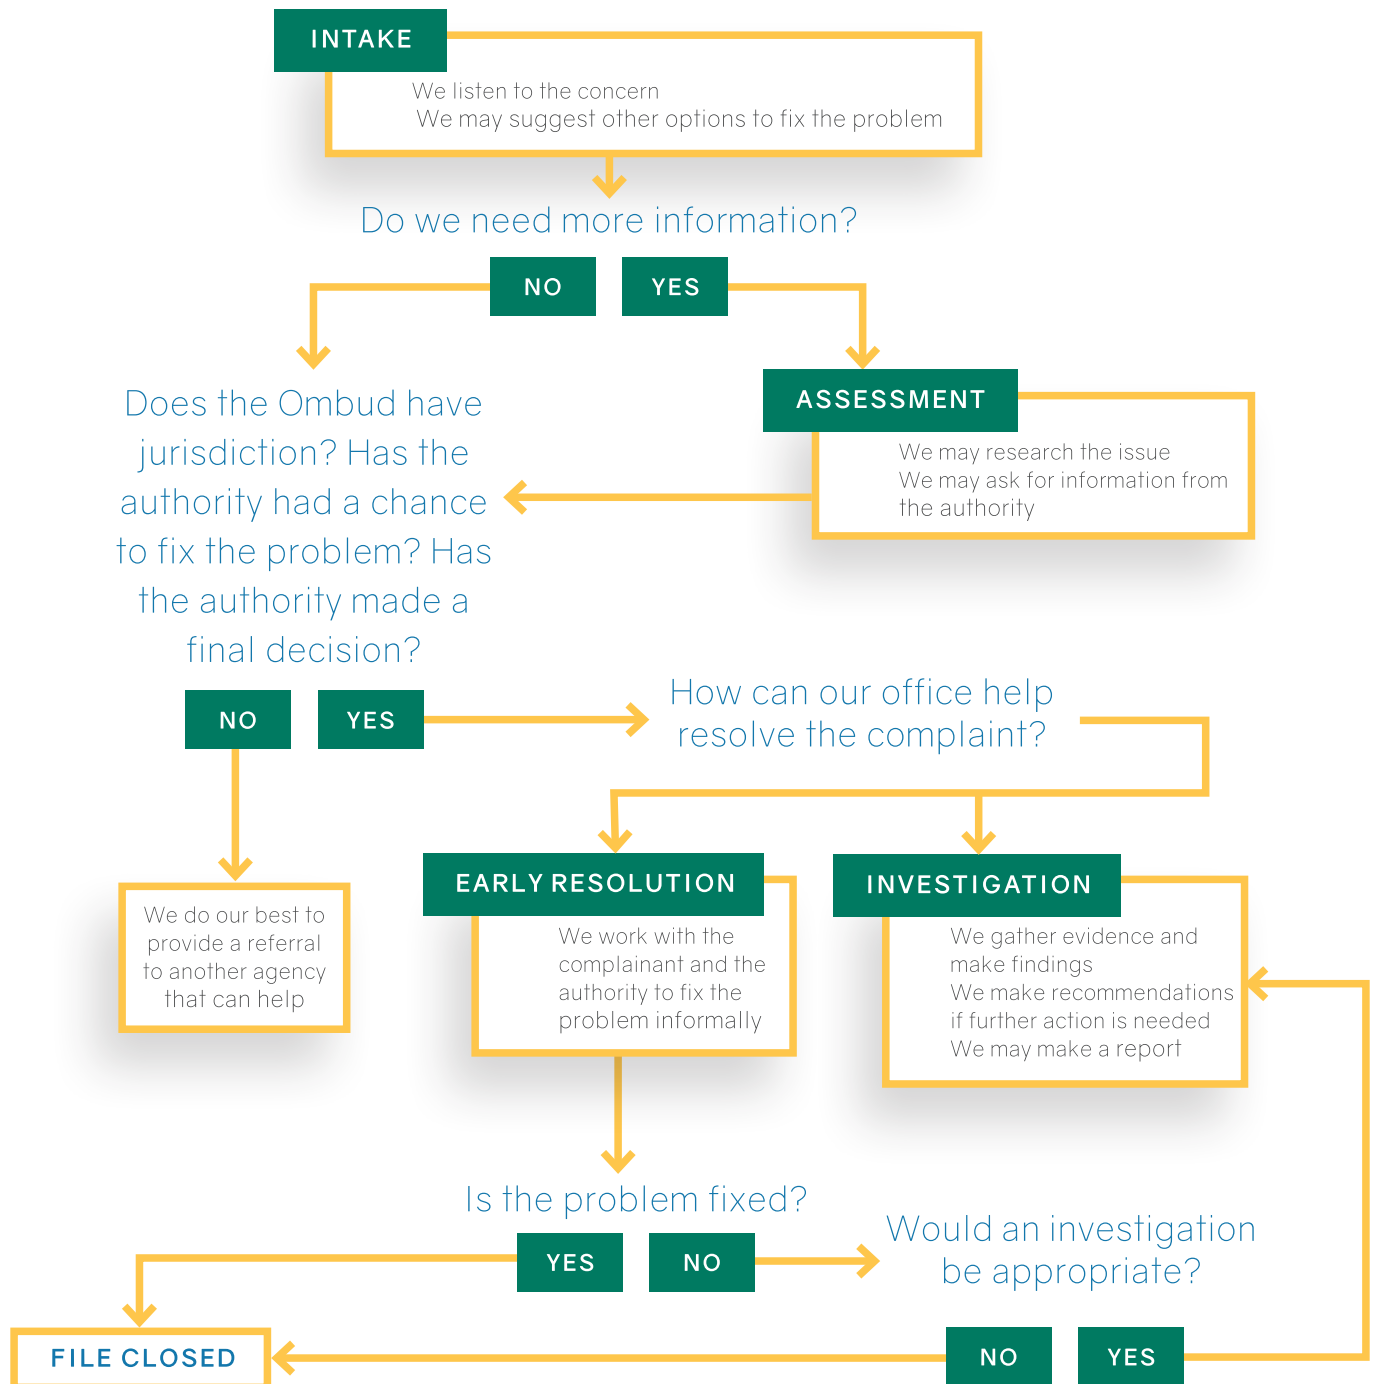 INTAKE
We listen to the concern
We may suggest other options to fix the problem
Do we need more information?
NO
YES
Does the Ombud have
jurisdiction? Has the
authority had a chance
to fix the problem? Has
the authority made a
final decision?
ASSESSMENT
We may research the issue
We may ask for information from
the authority
NO
YES
How can our office help
resolve the complaint?
We do our best to
provide a referral
to another agency
that can help
EARLY RESOLUTION
We work with the
complainant and the
authority to fix the
problem informally
INVESTIGATION
We gather evidence and
make findings
We make recommendations
if further action is needed
We may make a report
Is the problem fixed?
YES
NO
Would an investigation
be appropriate?
FILE CLOSED
NO
YES